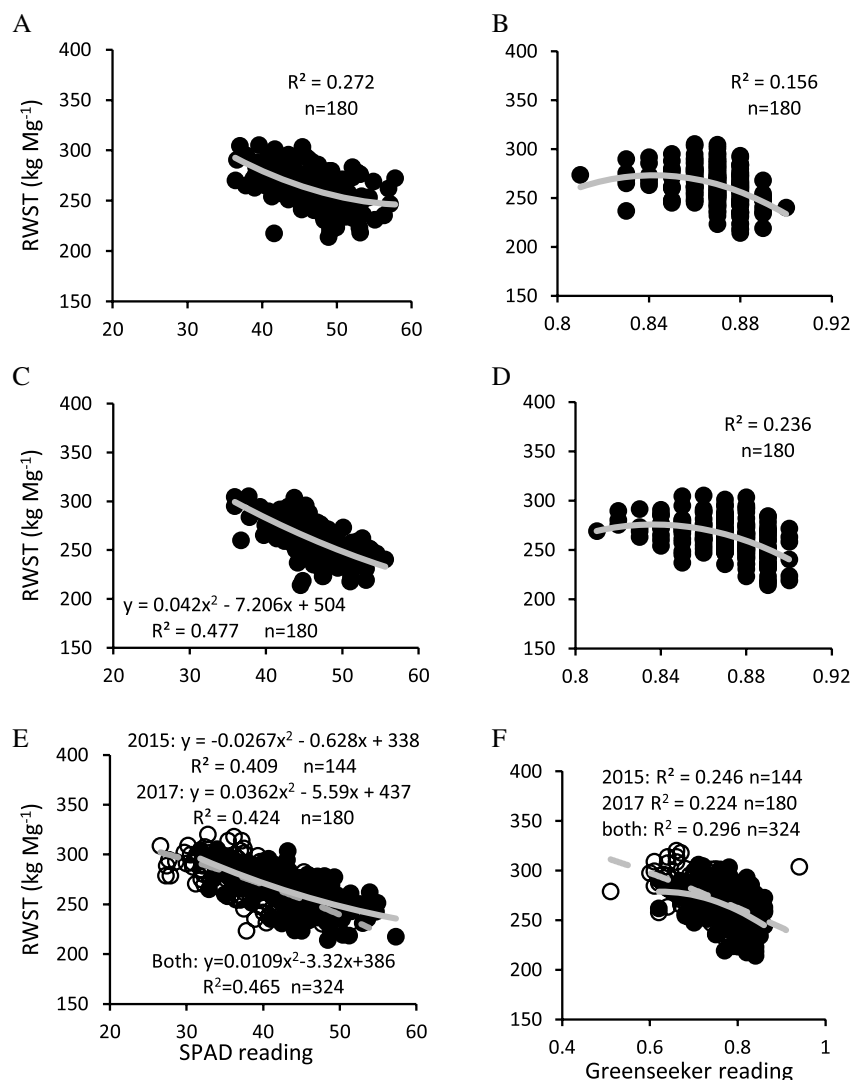 A
RWST (kg Mg⁻¹)
400
350
300
250
200
150
R² = 0.272
n=180
20
30
40
50
60
B
400
350
300
250
200
150
R² = 0.156
n=180
0.8
0.84
0.88
0.92
C
RWST (kg Mg⁻¹)
400
350
300
250
200
150
y = 0.042x² - 7.206x + 504
R² = 0.477 n=180
20
30
40
50
60
D
400
350
300
250
200
150
R² = 0.236
n=180
0.8
0.84
0.88
0.92
E
RWST (kg Mg⁻¹)
400
350
300
250
200
150
2015: y = -0.0267x² - 0.628x + 338
R² = 0.409 n=144
2017: y = 0.0362x² - 5.59x + 437
R² = 0.424 n=180
Both: y=0.0109x²-3.32x+386
R²=0.465 n=324
20
30
40
50
60
SPAD reading
F
400
350
300
250
200
150
2015: R² = 0.246 n=144
2017 R² = 0.224 n=180
both: R² = 0.296 n=324
0.4
0.6
0.8
1
Greenseeker reading